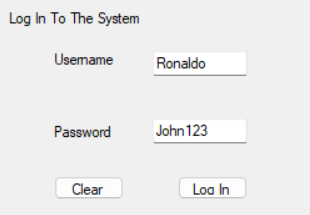 Log In To The System
Username Ronaldo
Password John123
Clear Log In